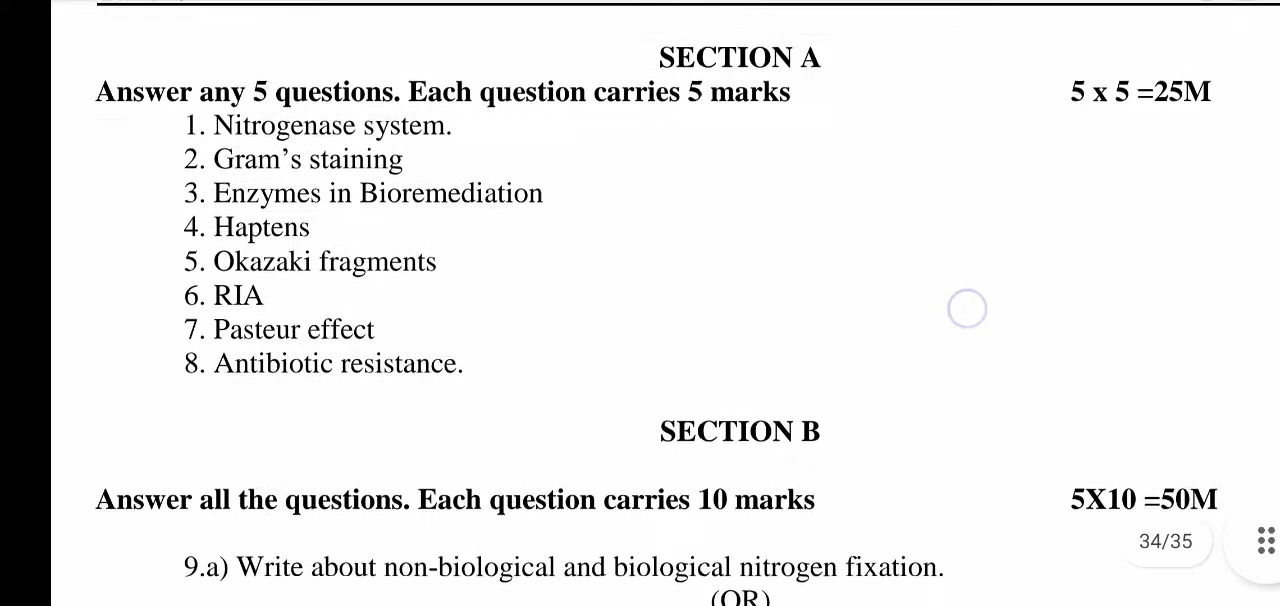 SECTION A
Answer any 5 questions. Each question carries 5 marks 5 x 5 =25M
1. Nitrogenase system.
2. Gram’s staining
3. Enzymes in Bioremediation
4. Haptens
5. Okazaki fragments
6. RIA
7. Pasteur effect
8. Antibiotic resistance.
SECTION B
Answer all the questions. Each question carries 10 marks 5X10 =50M
34/35
9.a) Write about non-biological and biological nitrogen fixation.
(OR)